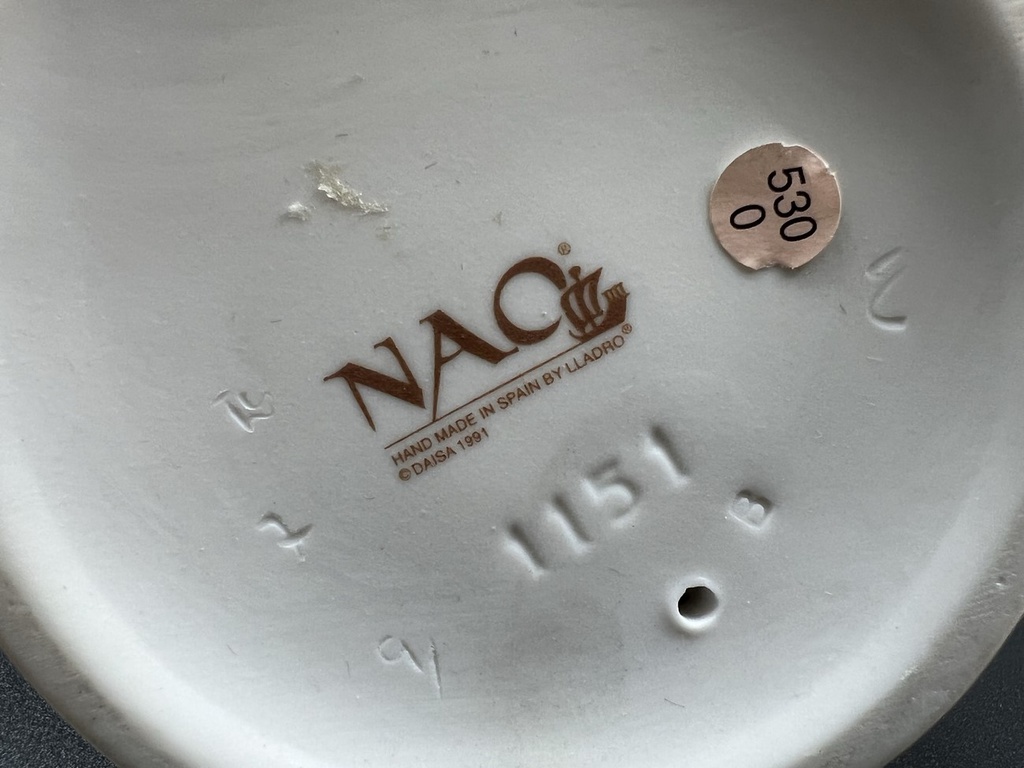 530
0
NAO®
HAND MADE IN SPAIN BY LLADRO®
©DAISA 1991
1151
B